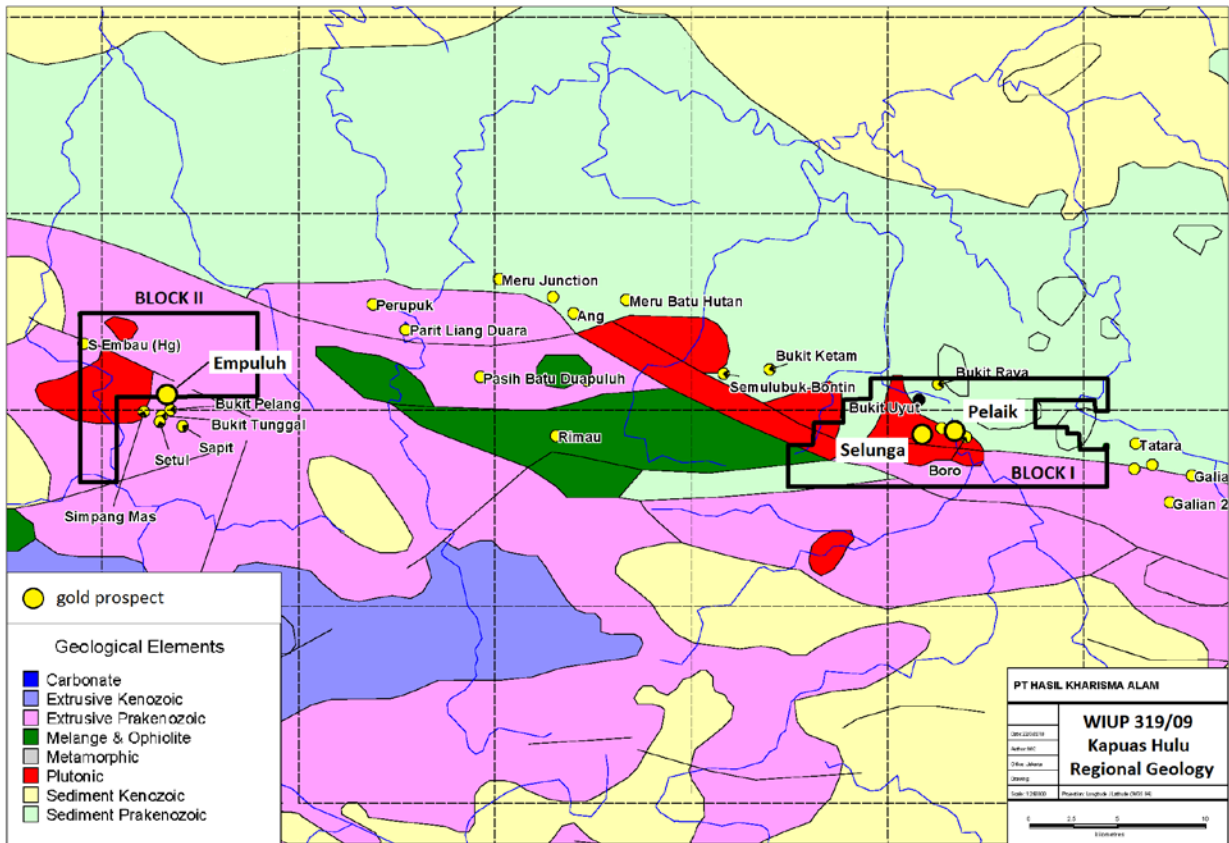 BLOCK II
S Embau (Hg)
Empuluh
Bukit Pelang
Bukit Tunggal
Sapit
Setul
Simpang Mas
Perupuk
Parit Liang Duara
Meru Junction
Ang
Meru Batu Hutan
Pasih Batu Duapuluh
Rimau
Semulubuk-Bontin
Bukit Ketam
Bukit Raya
Bukit Uyut
Pelaik
Selunga
Boro
BLOCK I
Tatara
Galia
Galian 2
gold prospect
Geological Elements
Carbonate
Extrusive Kenozoic
Extrusive Prakenozoic
Melange & Ophiolite
Metamorphic
Plutonic
Sediment Kenozoic
Sediment Prakenozoic
PT HASIL KHARISMA ALAM
WIUP 319/09
Kapuas Hulu
Regional Geology
0 2.5 5 10
kilometres